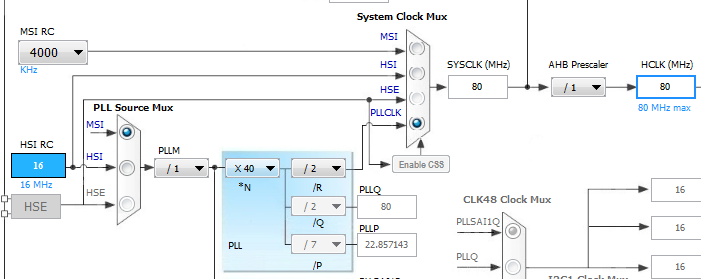 System Clock Mux
MSI RC
4000
KHz
MSI
HSI
HSE
PLLCLK
SYSCLK (MHz)
80
AHB Prescaler
/ 1
HCLK (MHz)
80
80 MHz max
Enable CSS
PLL Source Mux
MSI
HSI
HSE
HSI RC
16
16 MHz
HSE
PLLM
/ 1
X 40
*N
/ 2
/R
/ 2
/Q
/ 7
/P
PLL
PLLQ
80
PLLP
22.857143
CLK48 Clock Mux
PLLSAI1Q
PLLQ
16
16
16